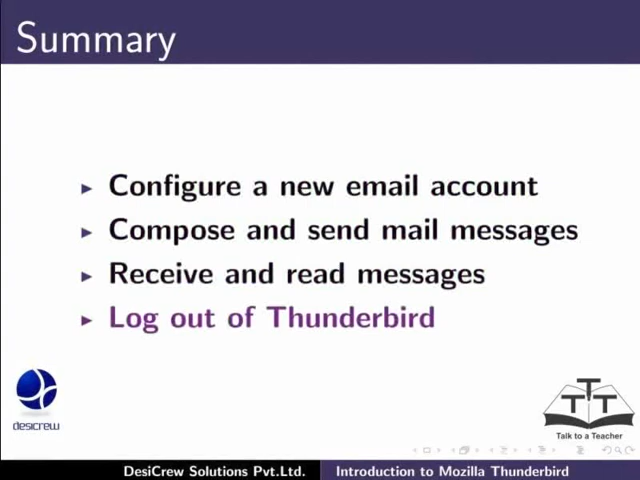 Summary
Configure a new email account
Compose and send mail messages
Receive and read messages
Log out of Thunderbird
desicrew
TTT
Talk to a Teacher
DesiCrew Solutions Pvt.Ltd. Introduction to Mozilla Thunderbird